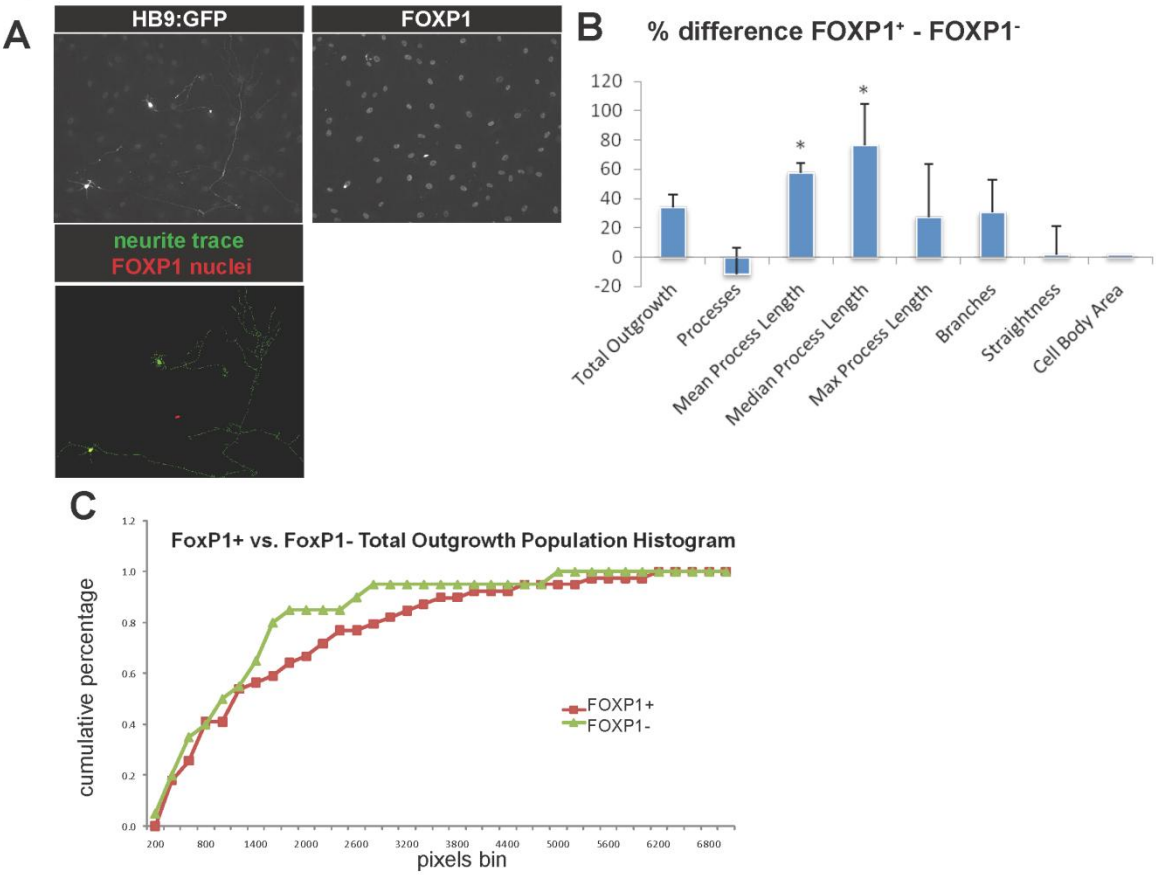 A
HB9:GFP
FOXP1
neurite trace
FOXP1 nuclei
B
% difference FOXP1⁺ - FOXP1⁻
120
100
80
60
40
20
0
-20
*
*
Total Outgrowth
Processes
Mean Process Length
Median Process Length
Max Process Length
Branches
Straightness
Cell Body Area
C
FoxP1+ vs. FoxP1- Total Outgrowth Population Histogram
cumulative percentage
1.2
1.0
0.8
0.6
0.4
0.2
0.0
FOXP1+
FOXP1-
200 800 1400 2000 2600 3200 3800 4400 5000 5600 6200 6800
pixels bin